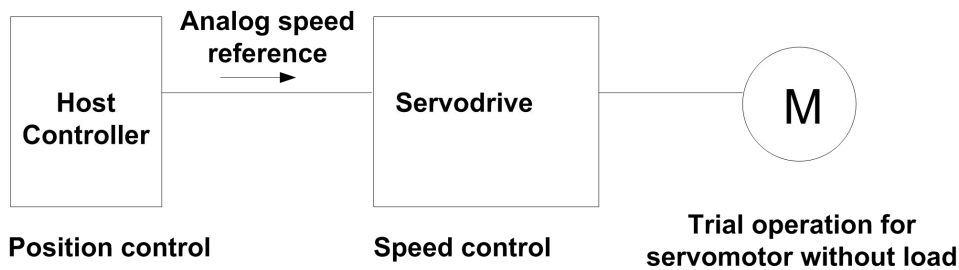 Analog speed
reference
Host
Controller
Servodrive
M
Position control
Speed control
Trial operation for
servomotor without load